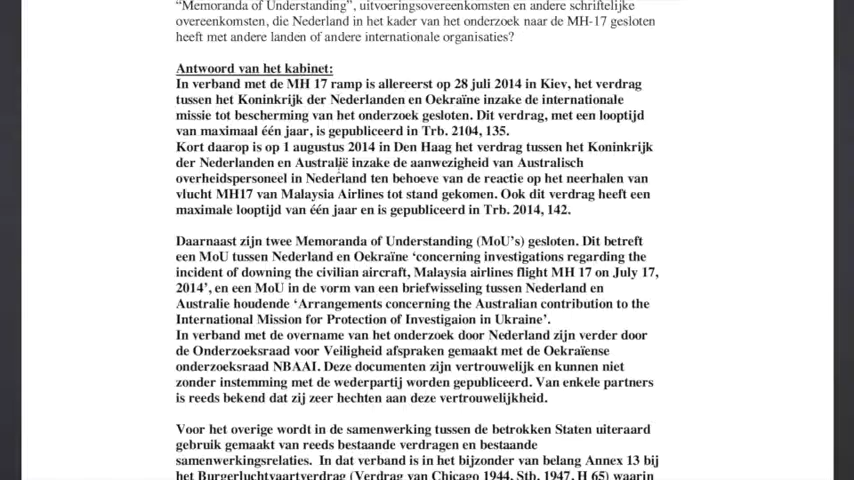 “Memoranda of Understanding”, uitvoeringsovereenkomsten en andere schriftelijke
overeenkomsten, die Nederland in het kader van het onderzoek naar de MH-17 gesloten
heeft met andere landen of andere internationale organisaties?
Antwoord van het kabinet:
In verband met de MH 17 ramp is allereerst op 28 juli 2014 in Kiev, het verdrag
tussen het Koninkrijk der Nederlanden en Oekraïne inzake de internationale
missie tot bescherming van het onderzoek gesloten. Dit verdrag, met een looptijd
van maximaal één jaar, is gepubliceerd in Trb. 2104, 135.
Kort daarop is op 1 augustus 2014 in Den Haag het verdrag tussen het Koninkrijk
der Nederlanden en Australië inzake de aanwezigheid van Australisch
overheidspersoneel in Nederland ten behoeve van de reactie op het neerhalen van
vlucht MH17 van Malaysia Airlines tot stand gekomen. Ook dit verdrag heeft een
maximale looptijd van één jaar en is gepubliceerd in Trb. 2014, 142.
Daarnaast zijn twee Memoranda of Understanding (MoU’s) gesloten. Dit betreft
een MoU tussen Nederland en Oekraïne ‘concerning investigations regarding the
incident of downing the civilian aircraft, Malaysia airlines flight MH 17 on July 17,
2014’, en een MoU in de vorm van een briefwisseling tussen Nederland en
Australie houdende ‘Arrangements concerning the Australian contribution to the
International Mission for Protection of Investigaion in Ukraine’.
In verband met de overname van het onderzoek door Nederland zijn verder door
de Onderzoeksraad voor Veiligheid afspraken gemaakt met de Oekraïense
onderzoeksraad NBAAI. Deze documenten zijn vertrouwelijk en kunnen niet
zonder instemming met de wederpartij worden gepubliceerd. Van enkele partners
is reeds bekend dat zij zeer hechten aan deze vertrouwelijkheid.
Voor het overige wordt in de samenwerking tussen de betrokken Staten uiteraard
gebruik gemaakt van reeds bestaande verdragen en bestaande
samenwerkingsrelaties. In dat verband is in het bijzonder van belang Annex 13 bij
het Burgerluchtvaartverdrag (Verdrag van Chicago 1944, Stb. 1947, H 65) waarin